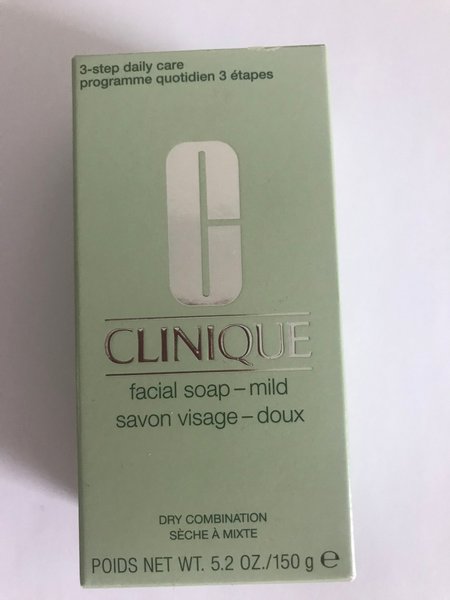 3-step daily care
programme quotidien 3 étapes
C
CLINIQUE
facial soap – mild
savon visage – doux
DRY COMBINATION
SÈCHE À MIXTE
POIDS NET WT. 5.2 OZ./150 g ℮